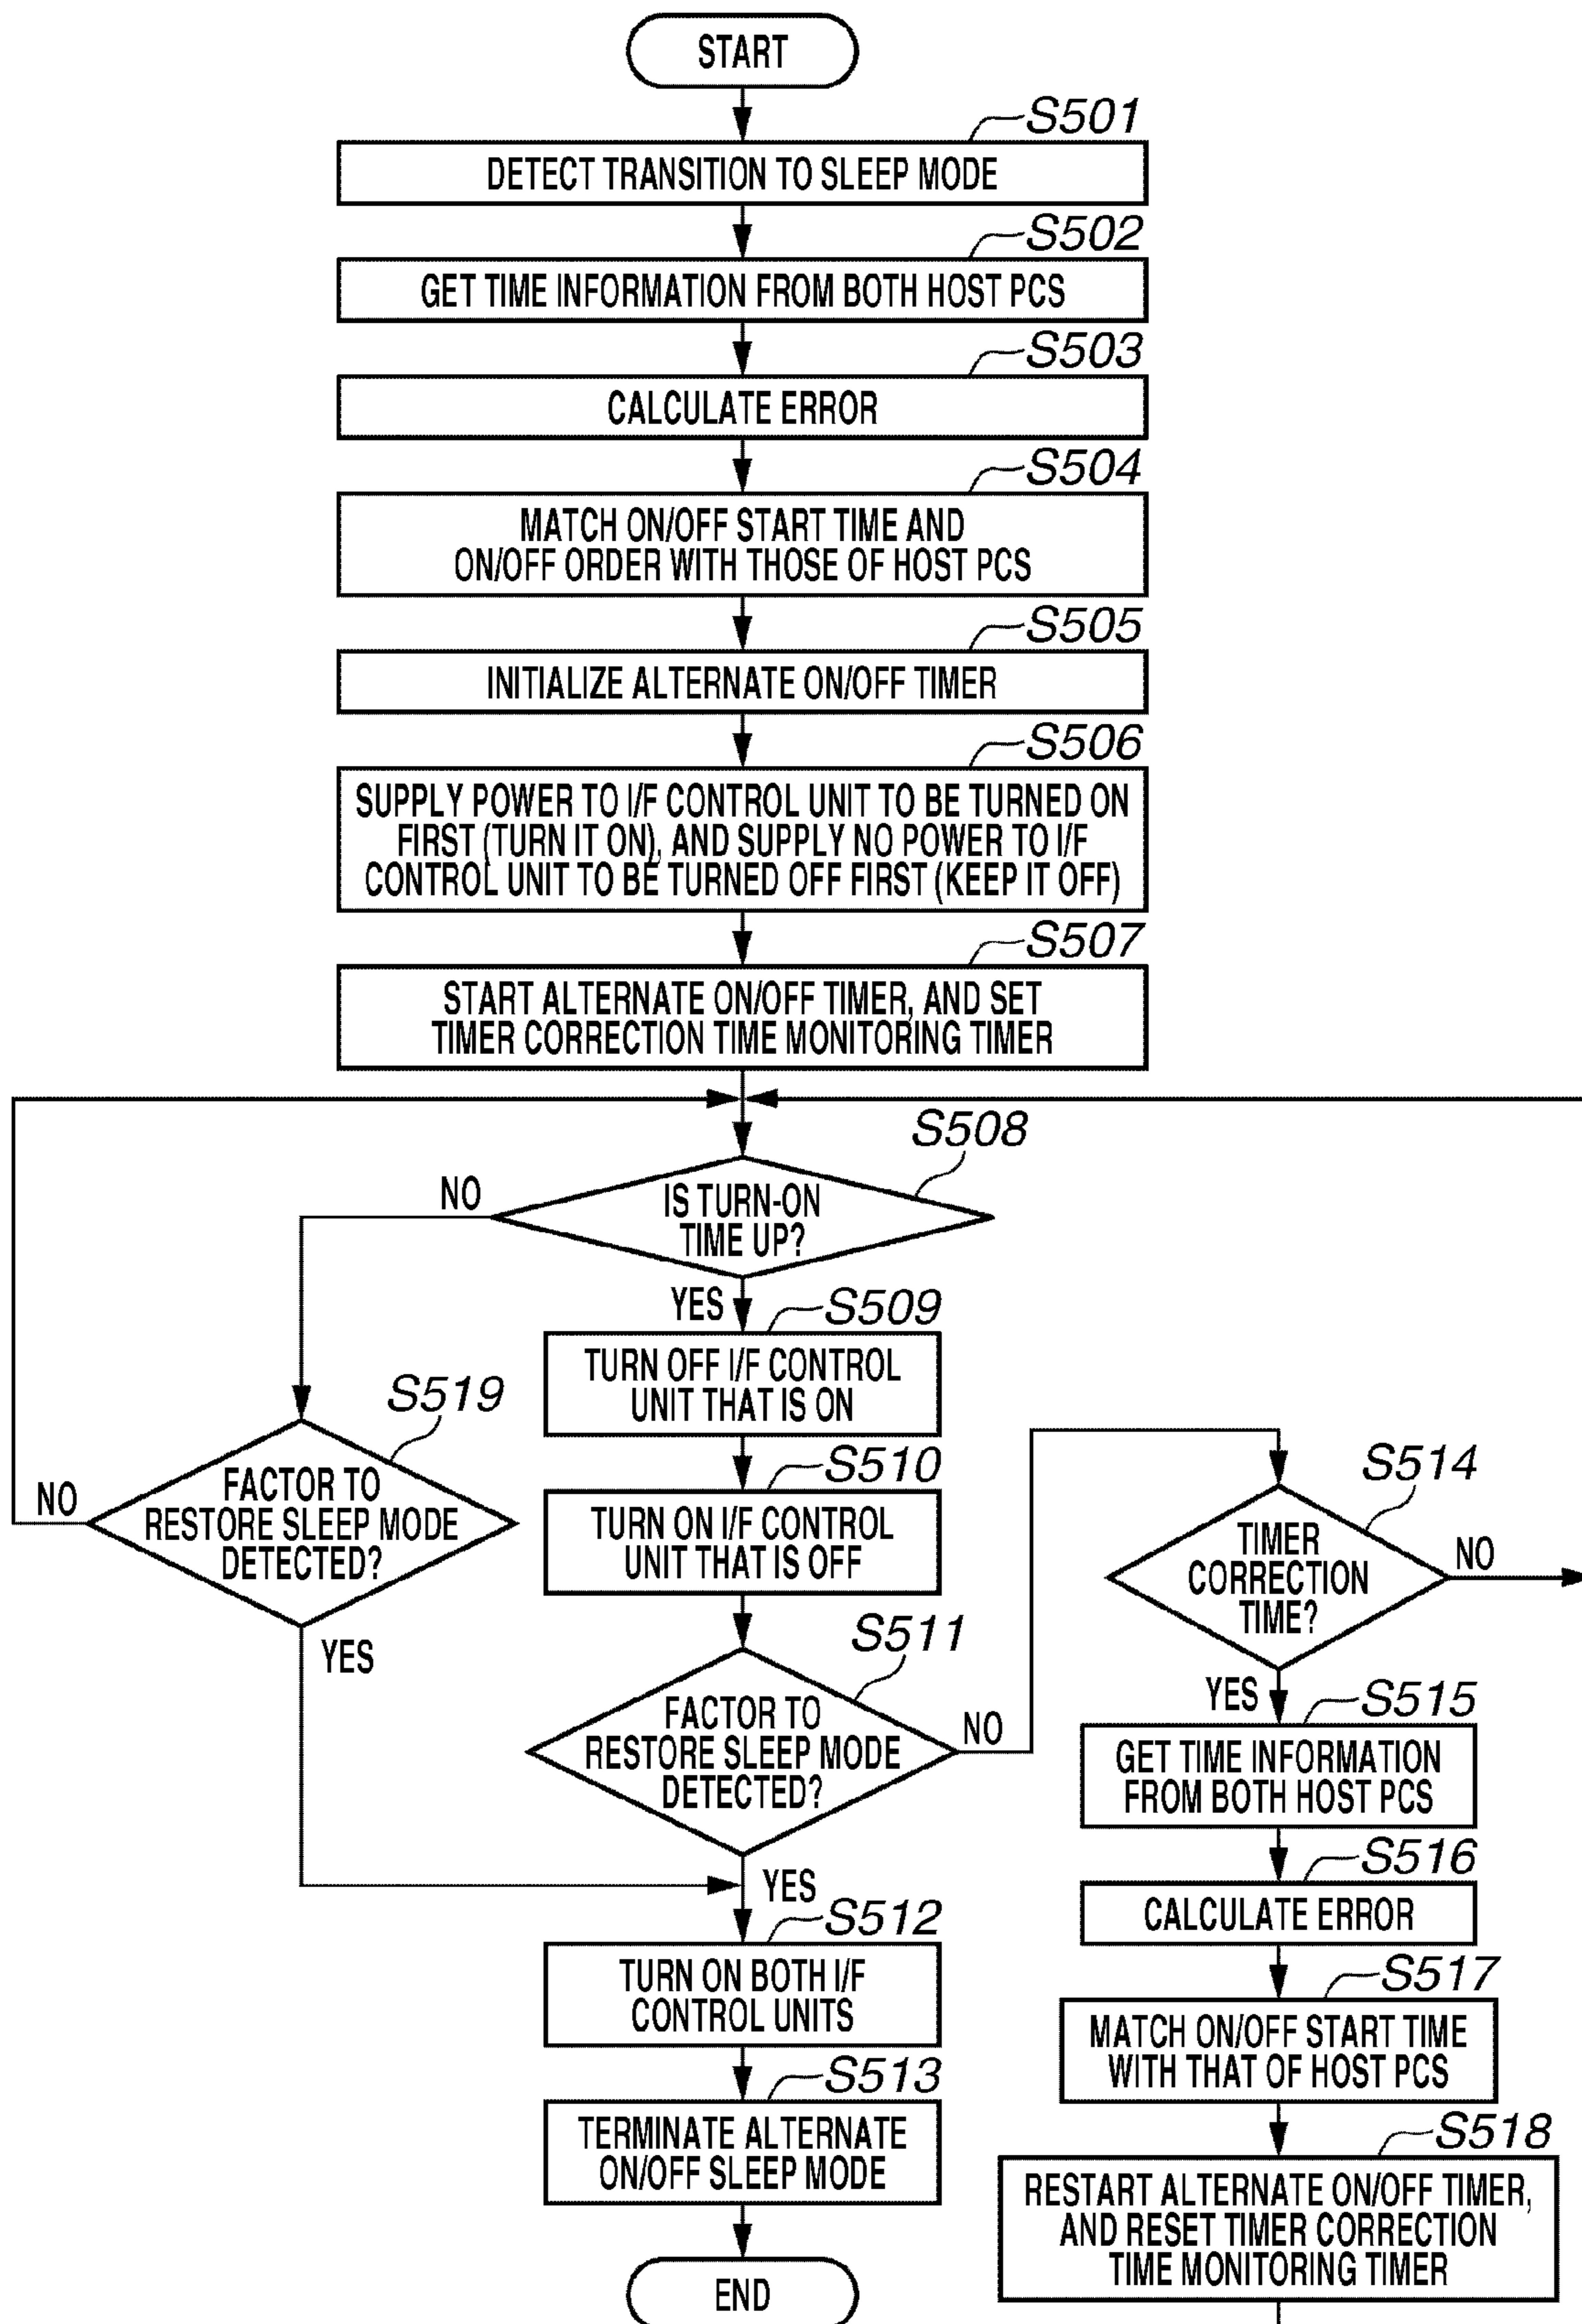 START
S501
DETECT TRANSITION TO SLEEP MODE
S502
GET TIME INFORMATION FROM BOTH HOST PCS
S503
CALCULATE ERROR
S504
MATCH ON/OFF START TIME AND
ON/OFF ORDER WITH THOSE OF HOST PCS
S505
INITIALIZE ALTERNATE ON/OFF TIMER
S506
SUPPLY POWER TO I/F CONTROL UNIT TO BE TURNED ON
FIRST (TURN IT ON), AND SUPPLY NO POWER TO I/F
CONTROL UNIT TO BE TURNED OFF FIRST (KEEP IT OFF)
S507
START ALTERNATE ON/OFF TIMER, AND SET
TIMER CORRECTION TIME MONITORING TIMER
S508
IS TURN-ON
TIME UP?
NO
YES
S509
TURN OFF I/F CONTROL
UNIT THAT IS ON
S519
FACTOR TO
RESTORE SLEEP MODE
DETECTED?
NO
YES
S510
TURN ON I/F CONTROL
UNIT THAT IS OFF
S511
FACTOR TO
RESTORE SLEEP MODE
DETECTED?
NO
YES
S512
TURN ON BOTH I/F
CONTROL UNITS
S513
TERMINATE ALTERNATE
ON/OFF SLEEP MODE
END
S514
TIMER
CORRECTION
TIME?
NO
YES
S515
GET TIME INFORMATION
FROM BOTH HOST PCS
S516
CALCULATE ERROR
S517
MATCH ON/OFF START TIME
WITH THAT OF HOST PCS
S518
RESTART ALTERNATE ON/OFF TIMER,
AND RESET TIMER CORRECTION
TIME MONITORING TIMER